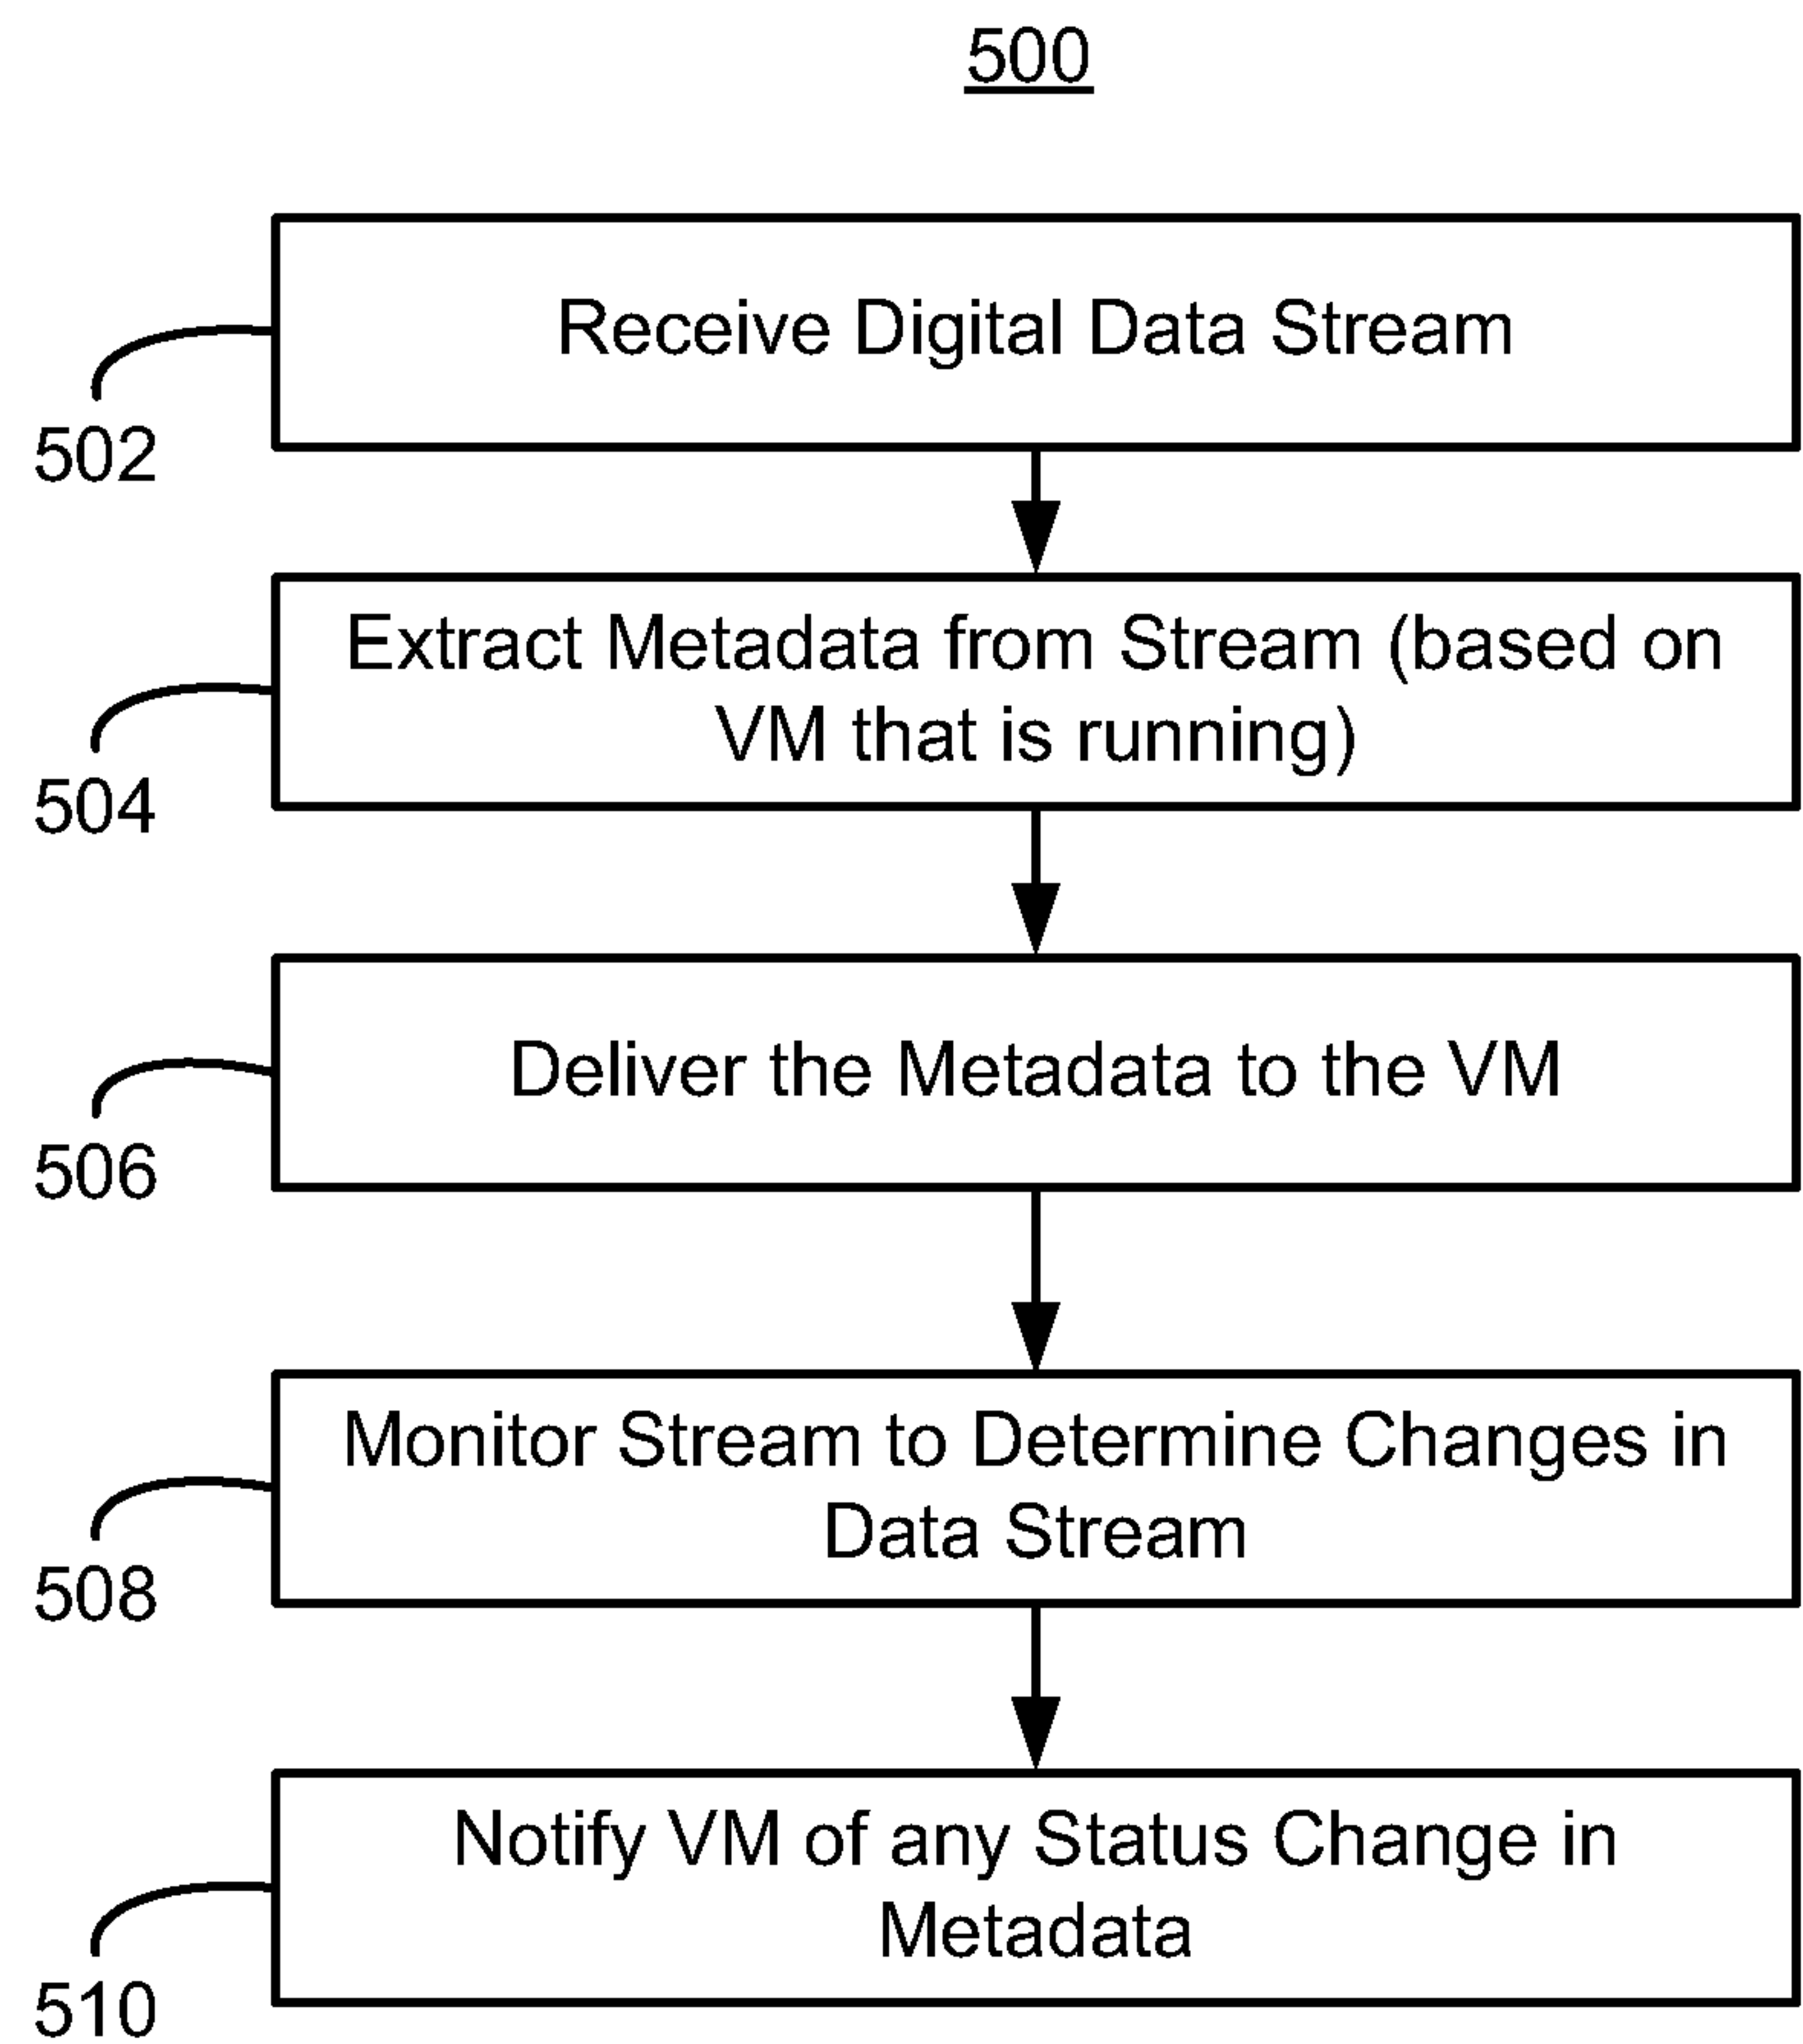 500
Receive Digital Data Stream
502
Extract Metadata from Stream (based on
VM that is running)
504
Deliver the Metadata to the VM
506
Monitor Stream to Determine Changes in
Data Stream
508
Notify VM of any Status Change in
Metadata
510